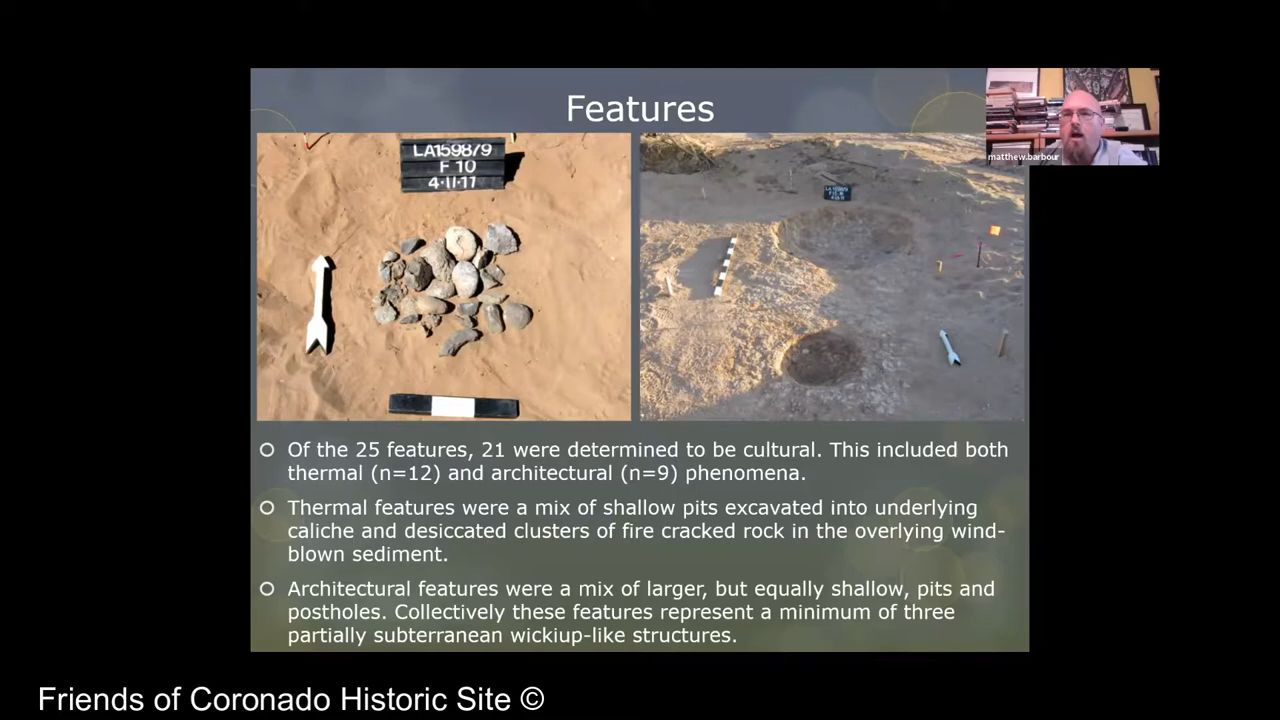 Features
matthew.barbour
LA159879
F 10
4·11·11
Of the 25 features, 21 were determined to be cultural. This included both
thermal (n=12) and architectural (n=9) phenomena.
Thermal features were a mix of shallow pits excavated into underlying
caliche and desiccated clusters of fire cracked rock in the overlying wind-
blown sediment.
Architectural features were a mix of larger, but equally shallow, pits and
postholes. Collectively these features represent a minimum of three
partially subterranean wickiup-like structures.
Friends of Coronado Historic Site ©